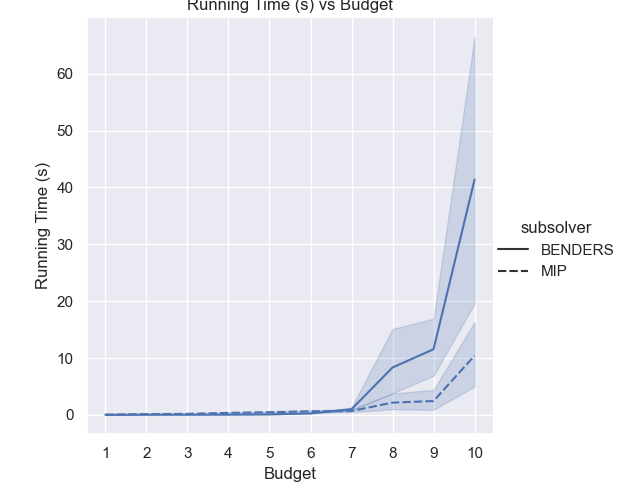 Running Time (s) vs Budget
60
50
40
30
20
10
0
Running Time (s)
1 2 3 4 5 6 7 8 9 10
Budget
subsolver
BENDERS
MIP